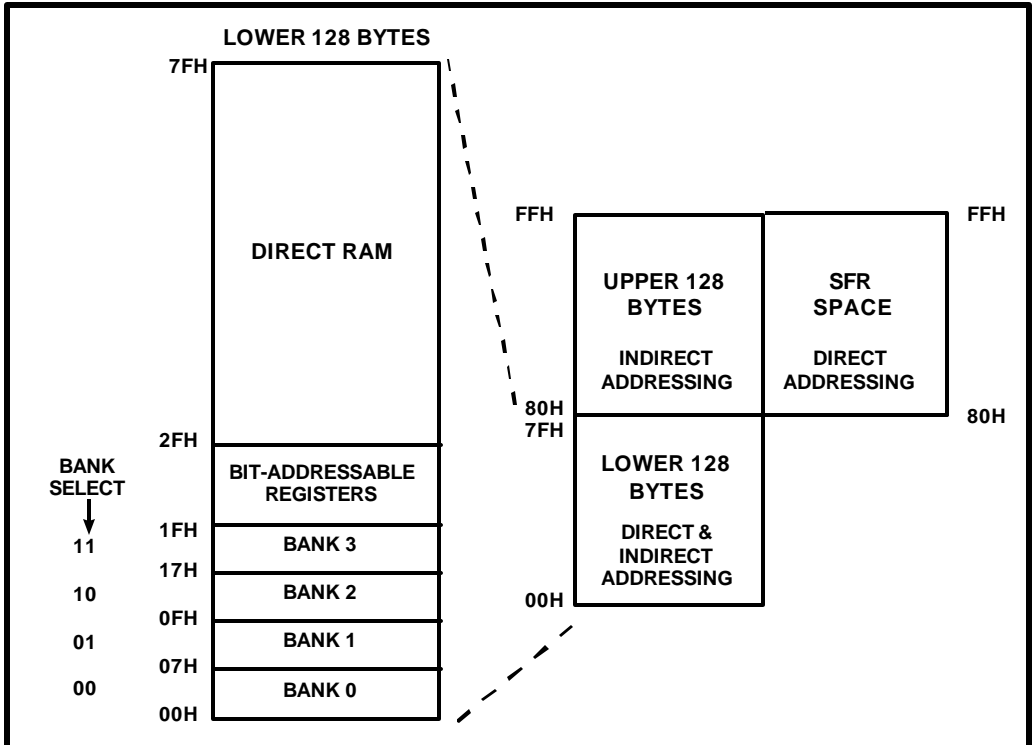 LOWER 128 BYTES
7FH
DIRECT RAM
2FH
BIT-ADDRESSABLE
REGISTERS
BANK
SELECT
1FH
11
BANK 3
17H
10
BANK 2
0FH
01
BANK 1
07H
00
BANK 0
00H
FFH
UPPER 128
BYTES
INDIRECT
ADDRESSING
80H
7FH
LOWER 128
BYTES
DIRECT &
INDIRECT
ADDRESSING
00H
FFH
SFR
SPACE
DIRECT
ADDRESSING
80H